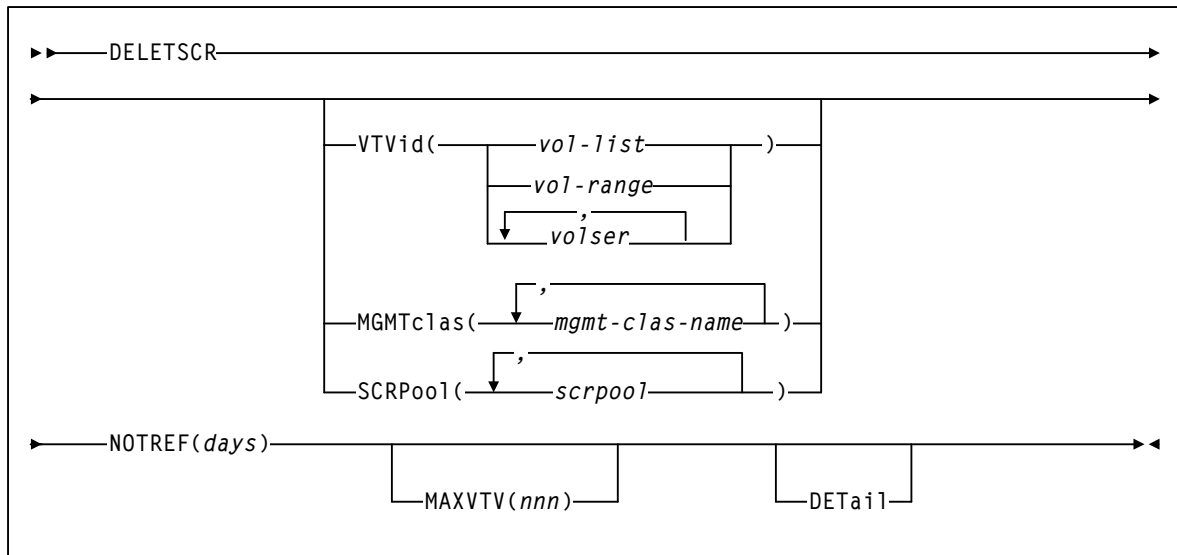 DELETSCR
VTVid( vol-list )
vol-range
,
volser
,
MGMTclas( mgmt-clas-name )
,
SCRPool( scrpool )
NOTREF(days)
MAXVTV(nnn) DETail